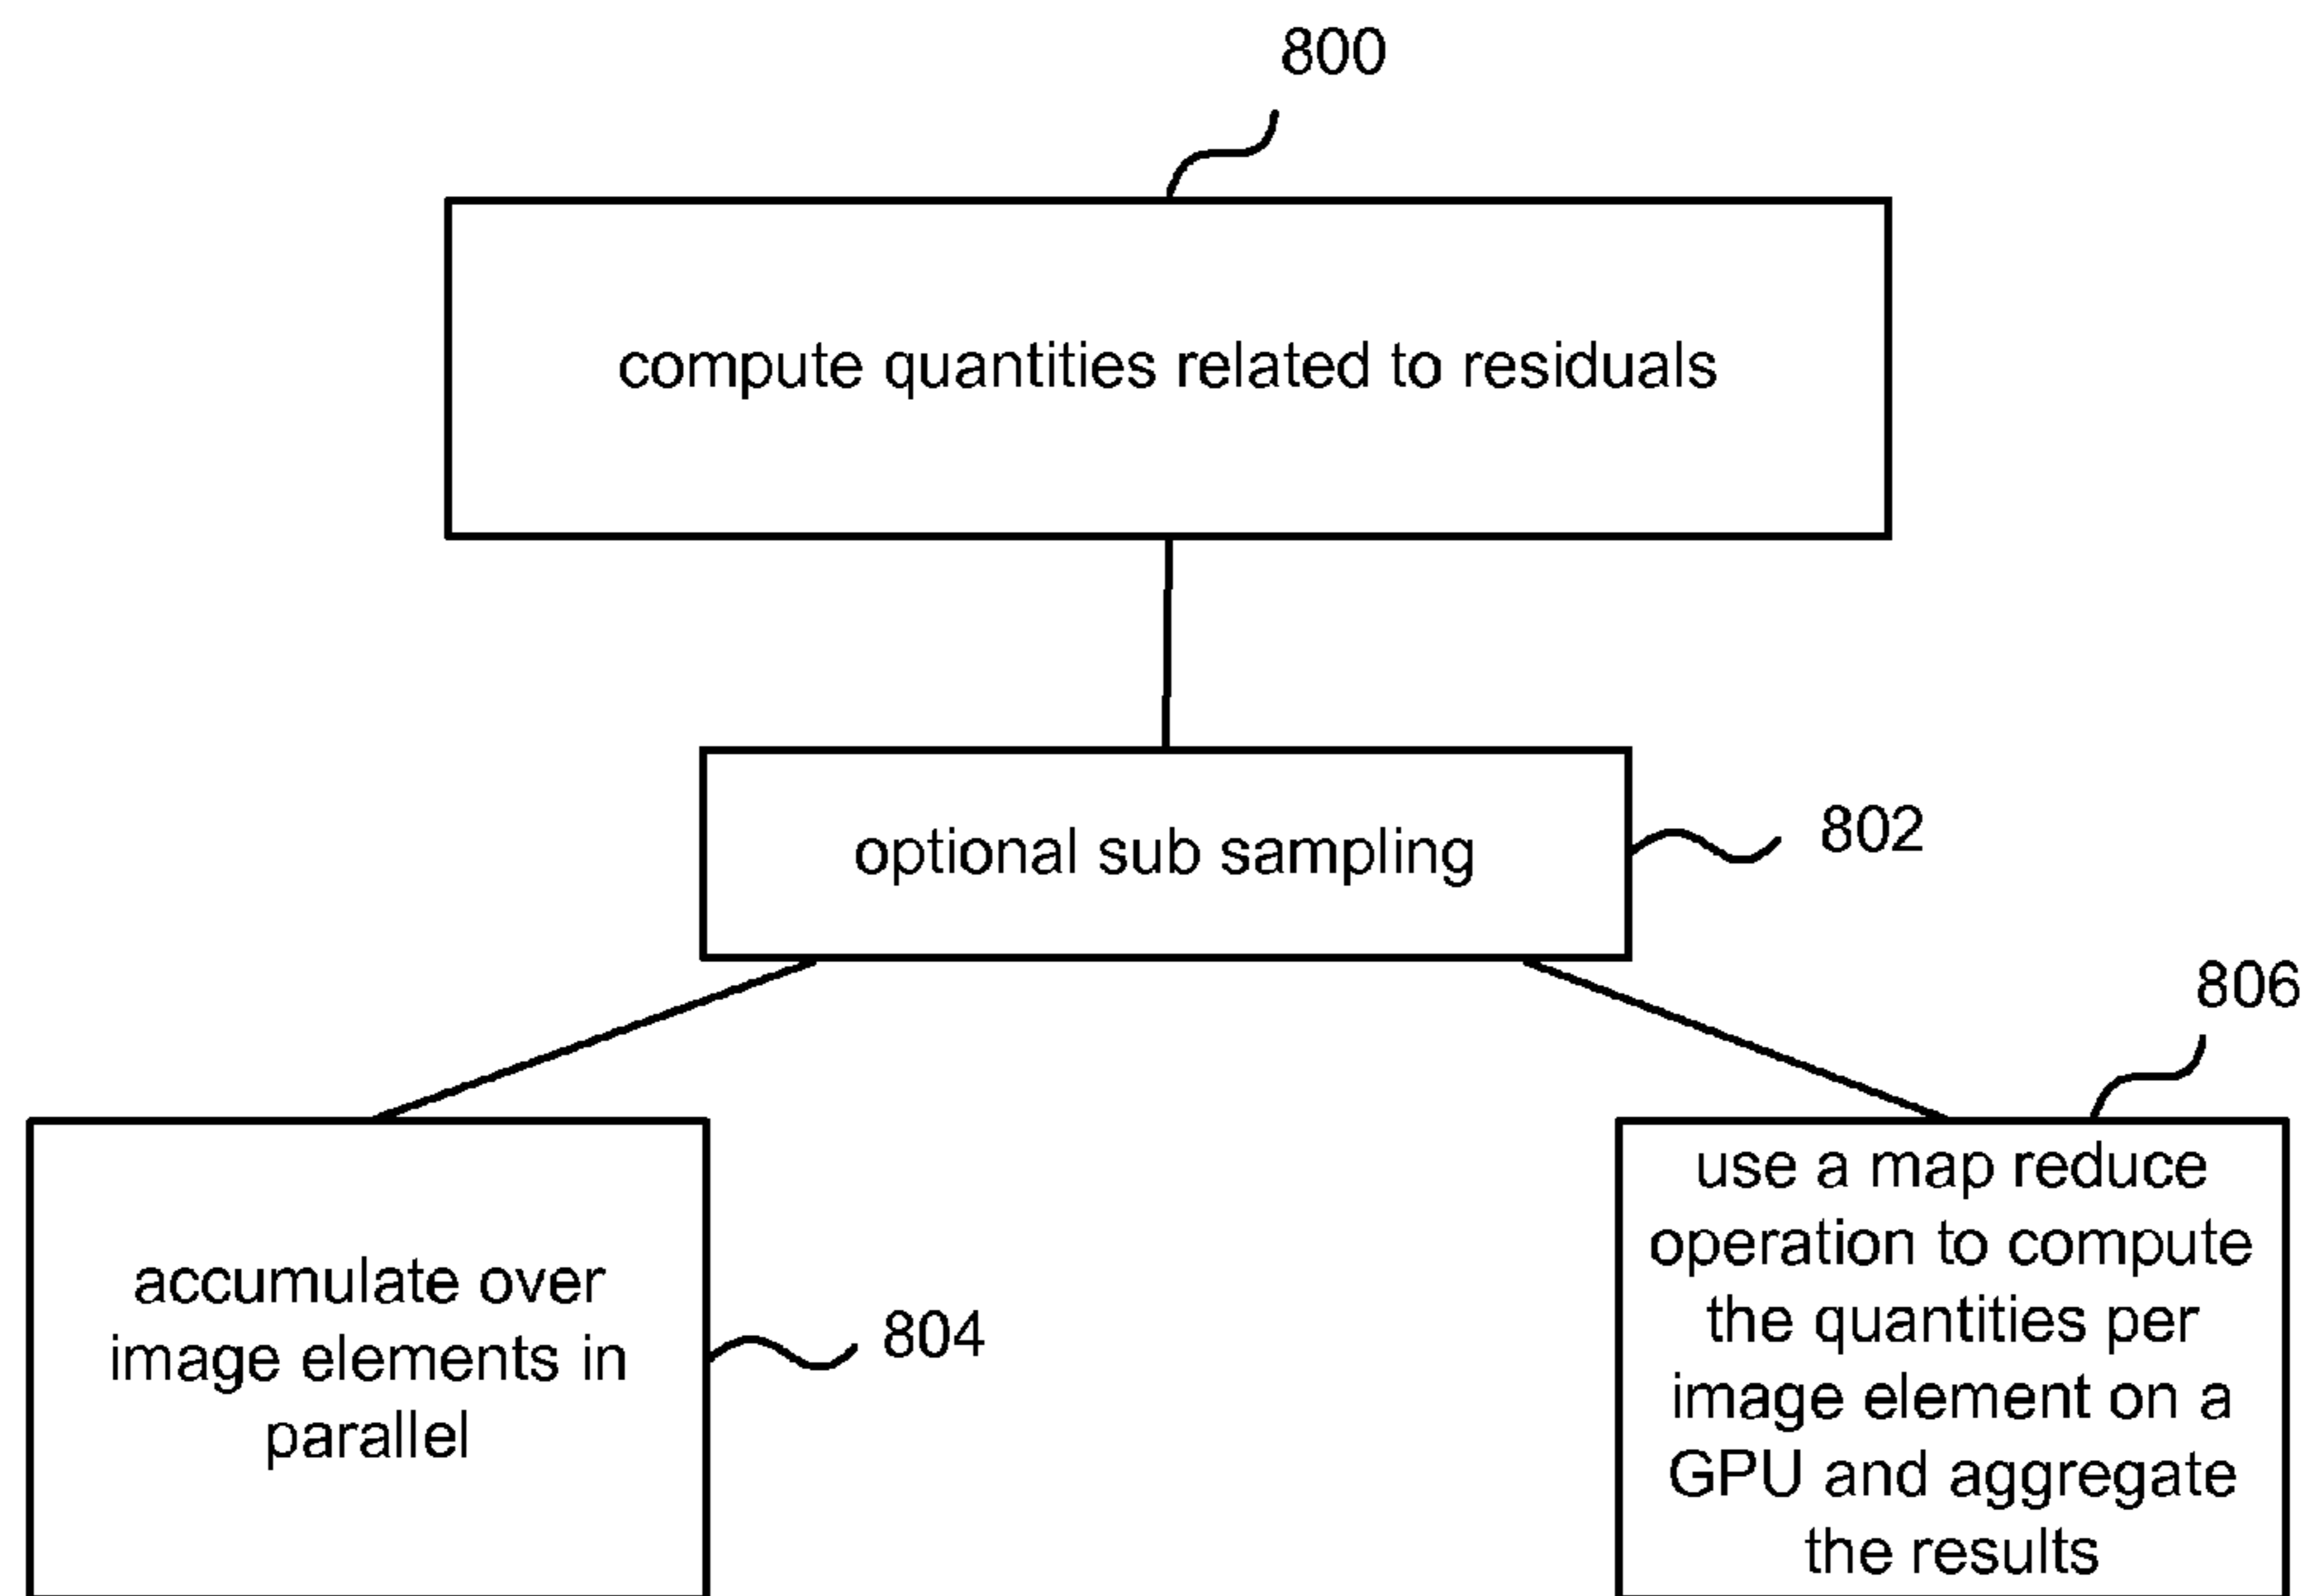 800
compute quantities related to residuals
optional sub sampling
802
806
accumulate over
image elements in
parallel
804
use a map reduce
operation to compute
the quantities per
image element on a
GPU and aggregate
the results